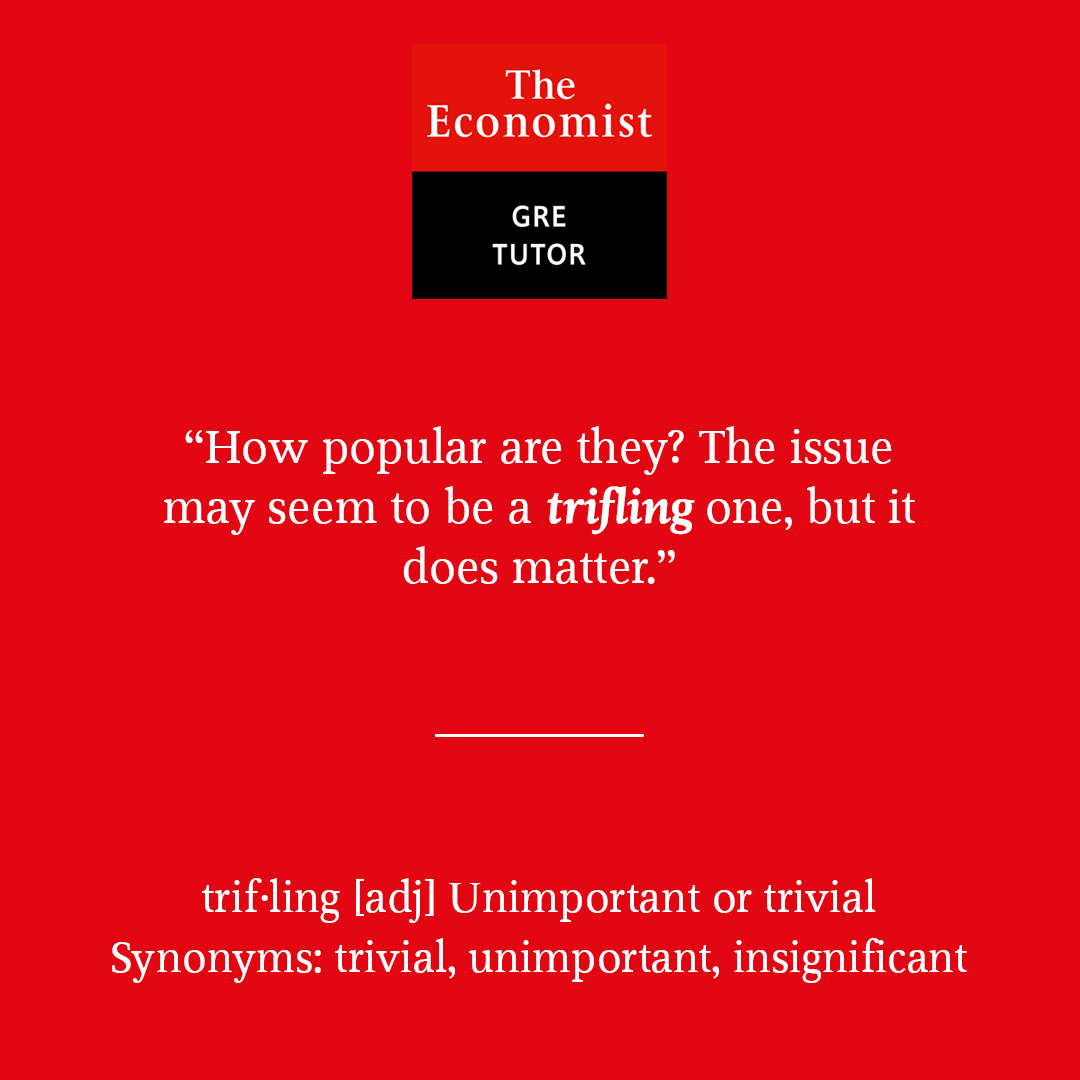 The
Economist
GRE
TUTOR
“How popular are they? The issue
may seem to be a trifling one, but it
does matter.”
trif·ling [adj] Unimportant or trivial
Synonyms: trivial, unimportant, insignificant